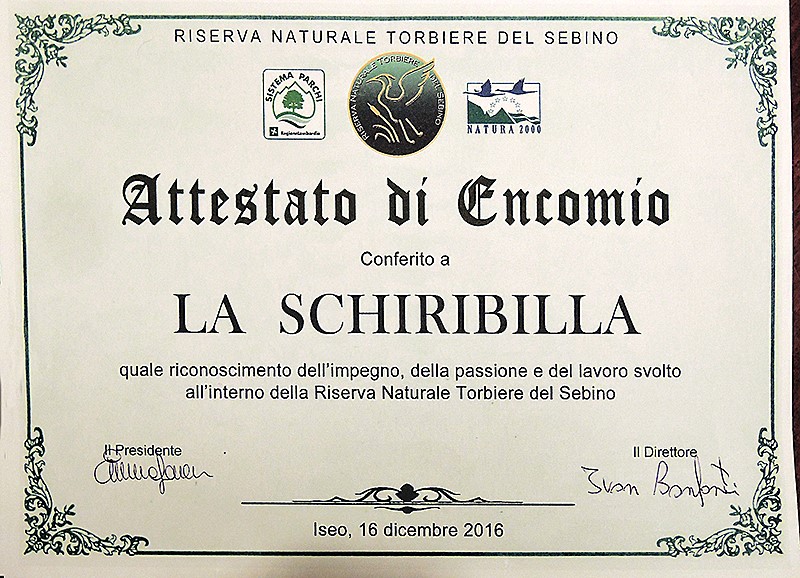 RISERVA NATURALE TORBIERE DEL SEBINO
SISTEMA PARCHI
RegioneLombardia
RISERVA NATURALE TORBIERE DEL SEBINO
NATURA 2000
Attestato di Encomio
Conferito a
LA SCHIRIBILLA
quale riconoscimento dell'impegno, della passione e del lavoro svolto
all'interno della Riserva Naturale Torbiere del Sebino
Il Presidente
Il Direttore
Iseo, 16 dicembre 2016